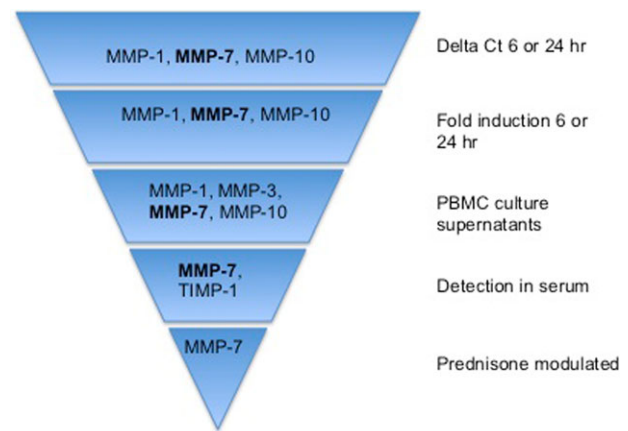 MMP-1, MMP-7, MMP-10
Delta Ct 6 or 24 hr
MMP-1, MMP-7, MMP-10
Fold induction 6 or
24 hr
MMP-1, MMP-3,
MMP-7, MMP-10
PBMC culture
supernatants
MMP-7,
TIMP-1
Detection in serum
MMP-7
Prednisone modulated